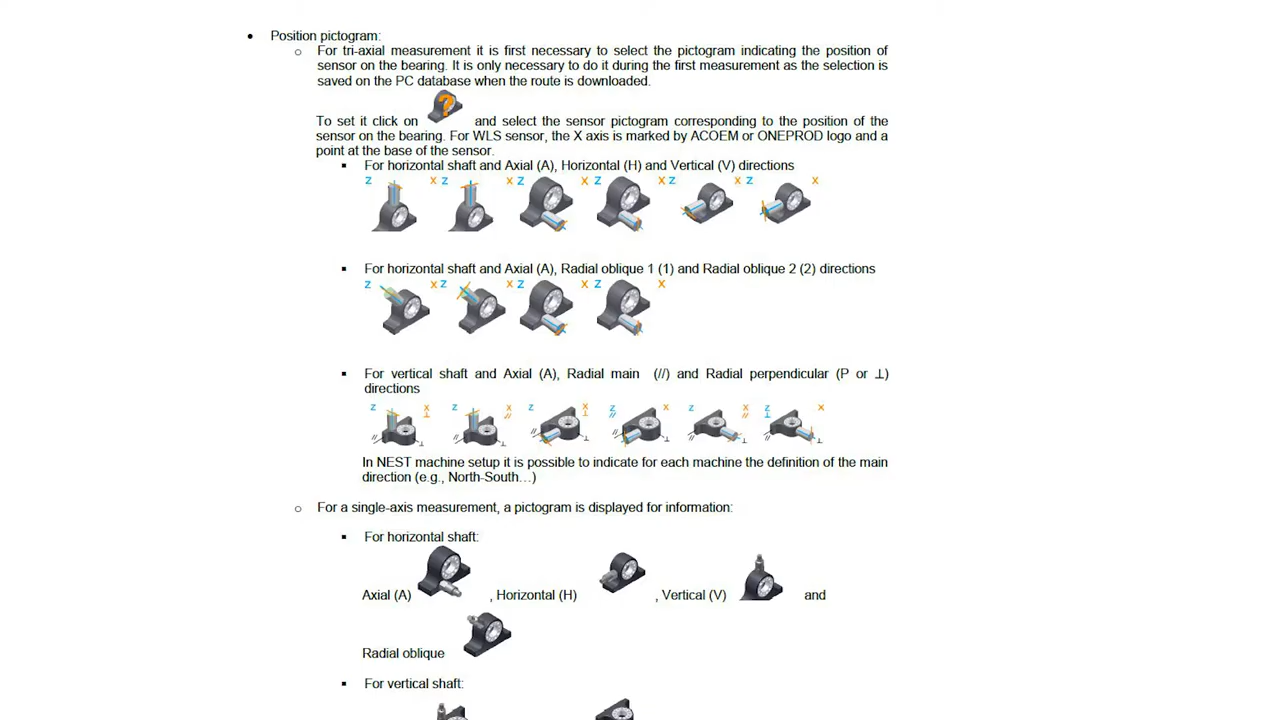 • Position pictogram:
o For tri-axial measurement it is first necessary to select the pictogram indicating the position of
sensor on the bearing. It is only necessary to do it during the first measurement as the selection is
saved on the PC database when the route is downloaded.
To set it click on ? and select the sensor pictogram corresponding to the position of the
sensor on the bearing. For WLS sensor, the X axis is marked by ACOEM or ONEPROD logo and a
point at the base of the sensor.
▪ For horizontal shaft and Axial (A), Horizontal (H) and Vertical (V) directions
Z X Z X Z X Z X Z X Z X
▪ For horizontal shaft and Axial (A), Radial oblique 1 (1) and Radial oblique 2 (2) directions
Z X Z X Z X Z X
▪ For vertical shaft and Axial (A), Radial main (//) and Radial perpendicular (P or ⊥)
directions
Z X ⊥ // ⊥ Z X // // ⊥ Z X ⊥ // ⊥ Z // X // ⊥ Z X // // ⊥ Z ⊥ X // ⊥
In NEST machine setup it is possible to indicate for each machine the definition of the main
direction (e.g., North-South…)
o For a single-axis measurement, a pictogram is displayed for information:
▪ For horizontal shaft:
Axial (A) , Horizontal (H) , Vertical (V) and
Radial oblique
▪ For vertical shaft: